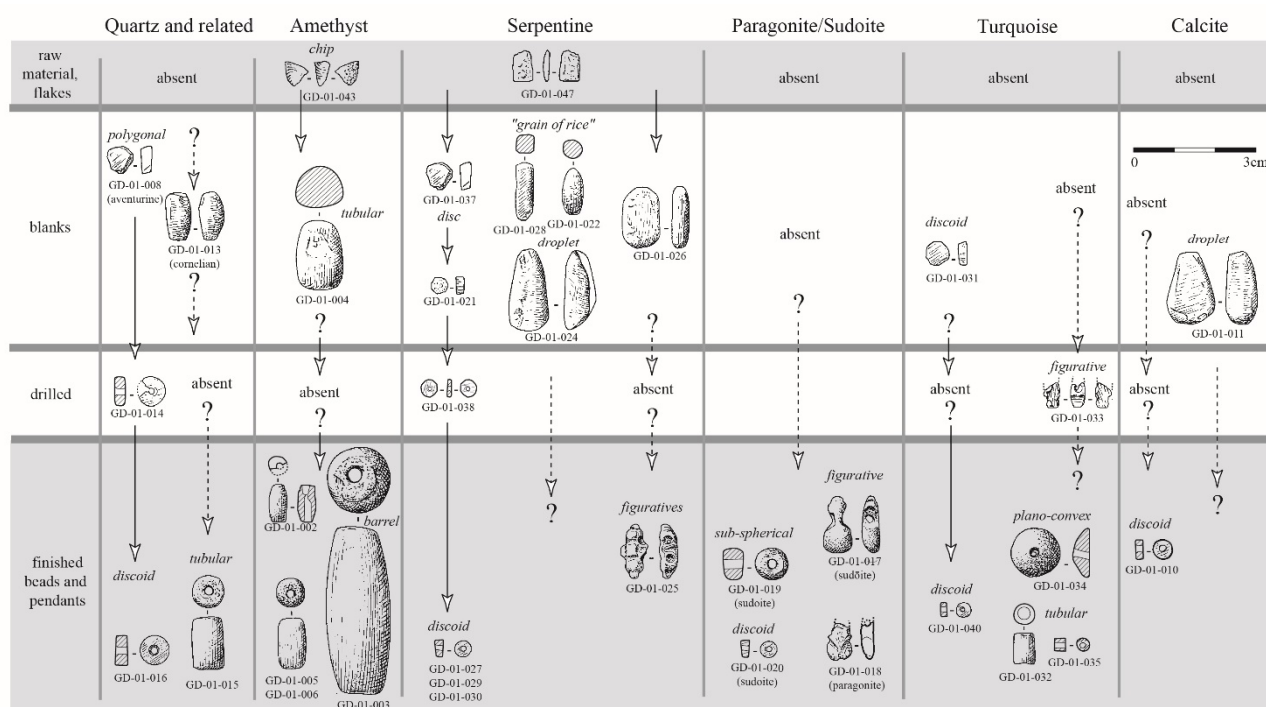 Quartz and related
Amethyst
Serpentine
Paragonite/Sudoite
Turquoise
Calcite
raw
material,
flakes
absent
chip
GD-01-043
GD-01-047
absent
absent
absent
blanks
polygonal
GD-01-008
(aventurine)
?
GD-01-013
(cornelian)
?
tubular
GD-01-004
?
GD-01-037
disc
GD-01-021
"grain of rice"
GD-01-028
GD-01-022
droplet
GD-01-024
GD-01-026
?
absent
?
discoid
GD-01-031
?
absent
?
0
3cm
absent
?
droplet
GD-01-011
drilled
GD-01-014
absent
?
absent
?
GD-01-038
absent
?
absent
?
figurative
GD-01-033
absent
?
finished
beads and
pendants
discoid
GD-01-016
tubular
GD-01-015
GD-01-002
barrel
GD-01-005
GD-01-006
GD-01-003
discoid
GD-01-027
GD-01-029
GD-01-030
?
figuratives
GD-01-025
sub-spherical
GD-01-019
(sudoite)
discoid
GD-01-020
(sudoite)
figurative
GD-01-017
(sudöite)
GD-01-018
(paragonite)
discoid
GD-01-040
?
plano-convex
GD-01-034
tubular
GD-01-032
GD-01-035
discoid
GD-01-010
?